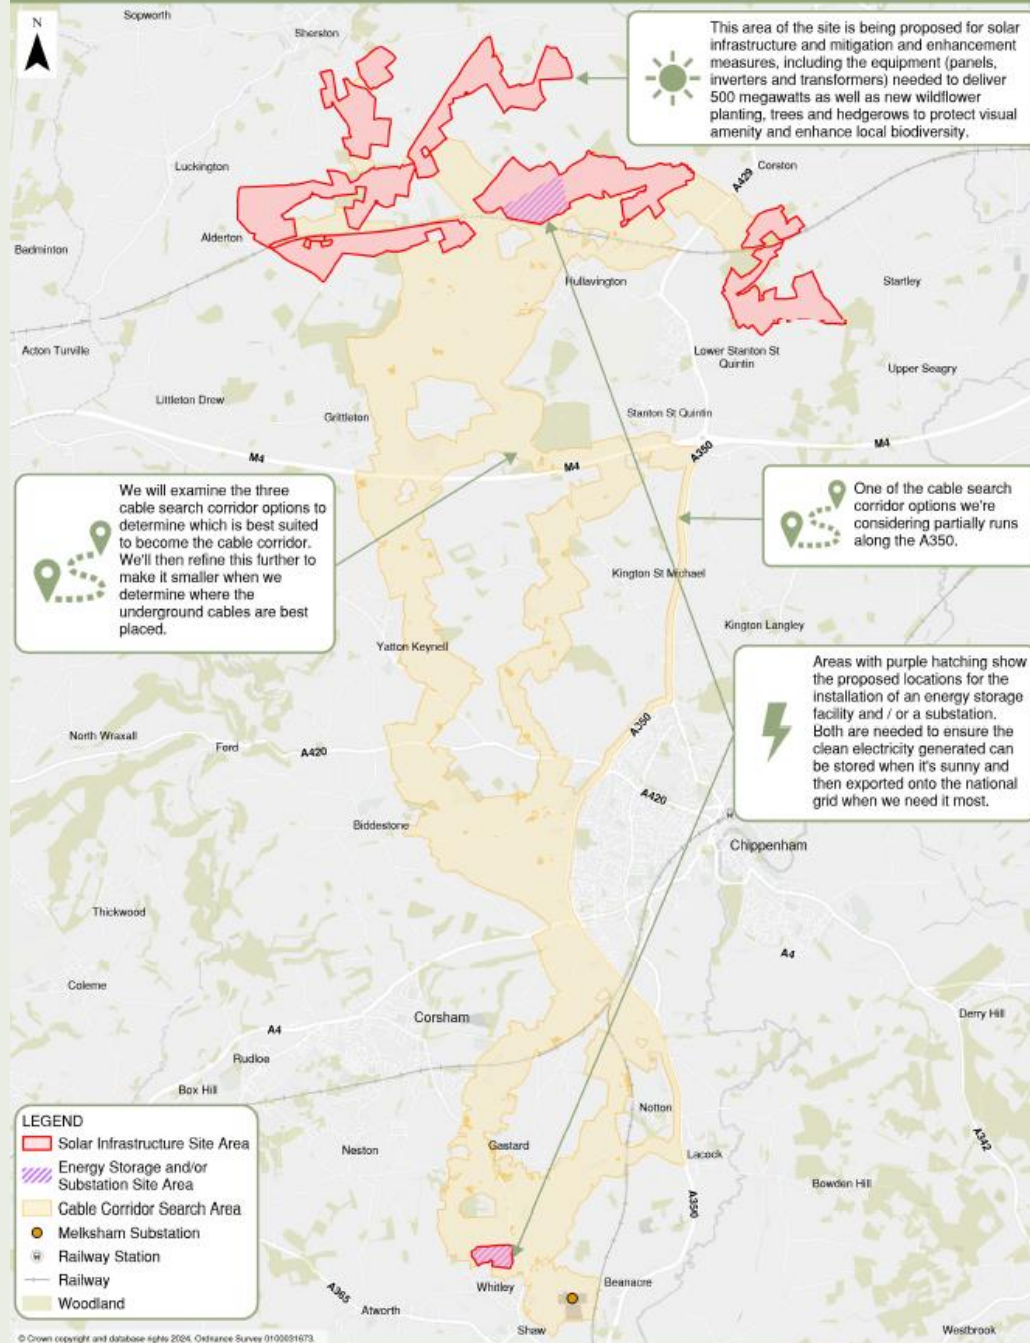 N
Sopworth
Sherston
This area of the site is being proposed for solar
infrastructure and mitigation and enhancement
measures, including the equipment (panels,
inverters and transformers) needed to deliver
500 megawatts as well as new wildflower
planting, trees and hedgerows to protect visual
amenity and enhance local biodiversity.
Luckington
Corston
A429
Alderton
Badminton
Hullavington
Startley
Acton Turville
Lower Stanton St
Quintin
Upper Seagry
Littleton Drew
Grittleton
Stanton St Quintin
M4
M4
A350
M4
We will examine the three
cable search corridor options to
determine which is best suited
to become the cable corridor.
We'll then refine this further to
make it smaller when we
determine where the
underground cables are best
placed.
One of the cable search
corridor options we're
considering partially runs
along the A350.
Kington St Michael
Kington Langley
Yatton Keynell
Areas with purple hatching show
the proposed locations for the
installation of an energy storage
facility and / or a substation.
Both are needed to ensure the
clean electricity generated can
be stored when it's sunny and
then exported onto the national
grid when we need it most.
North Wraxall
Ford
A420
A350
A420
Biddestone
Chippenham
Thickwood
A4
Colerne
Corsham
Derry Hill
A4
Rudloe
Box Hill
Notton
A342
Neston
Gastard
Lacock
Bowden Hill
A350
LEGEND
Solar Infrastructure Site Area
Energy Storage and/or
Substation Site Area
Cable Corridor Search Area
Melksham Substation
Railway Station
Railway
Woodland
Whitley
Beanacre
A365
Atworth
Shaw
Westbrook
© Crown copyright and database rights 2024. Ordnance Survey 0100031673.